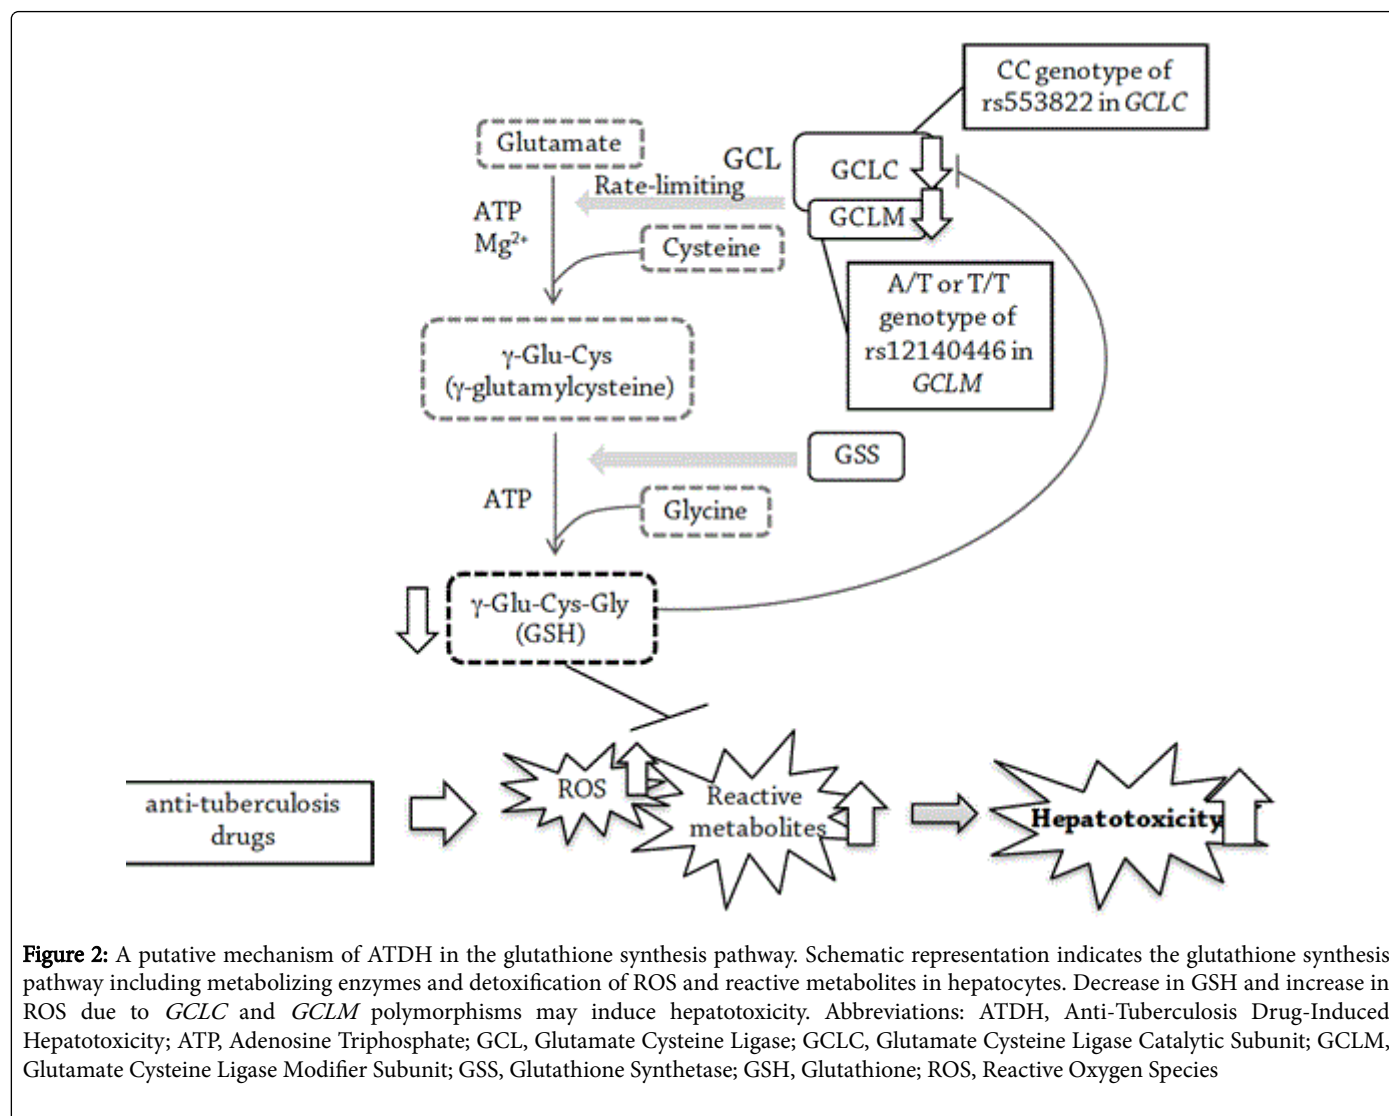 CC genotype of
rs553822 in GCLC
Glutamate
GCL
GCLC
Rate-limiting
ATP
Mg²⁺
GCLM
Cysteine
A/T or T/T
genotype of
rs12140446 in
GCLM
γ-Glu-Cys
(γ-glutamylcysteine)
GSS
ATP
Glycine
γ-Glu-Cys-Gly
(GSH)
anti-tuberculosis
drugs
ROS
Reactive
metabolites
Hepatotoxicity
Figure 2: A putative mechanism of ATDH in the glutathione synthesis pathway. Schematic representation indicates the glutathione synthesis
pathway including metabolizing enzymes and detoxification of ROS and reactive metabolites in hepatocytes. Decrease in GSH and increase in
ROS due to GCLC and GCLM polymorphisms may induce hepatotoxicity. Abbreviations: ATDH, Anti-Tuberculosis Drug-Induced
Hepatotoxicity; ATP, Adenosine Triphosphate; GCL, Glutamate Cysteine Ligase; GCLC, Glutamate Cysteine Ligase Catalytic Subunit; GCLM,
Glutamate Cysteine Ligase Modifier Subunit; GSS, Glutathione Synthetase; GSH, Glutathione; ROS, Reactive Oxygen Species